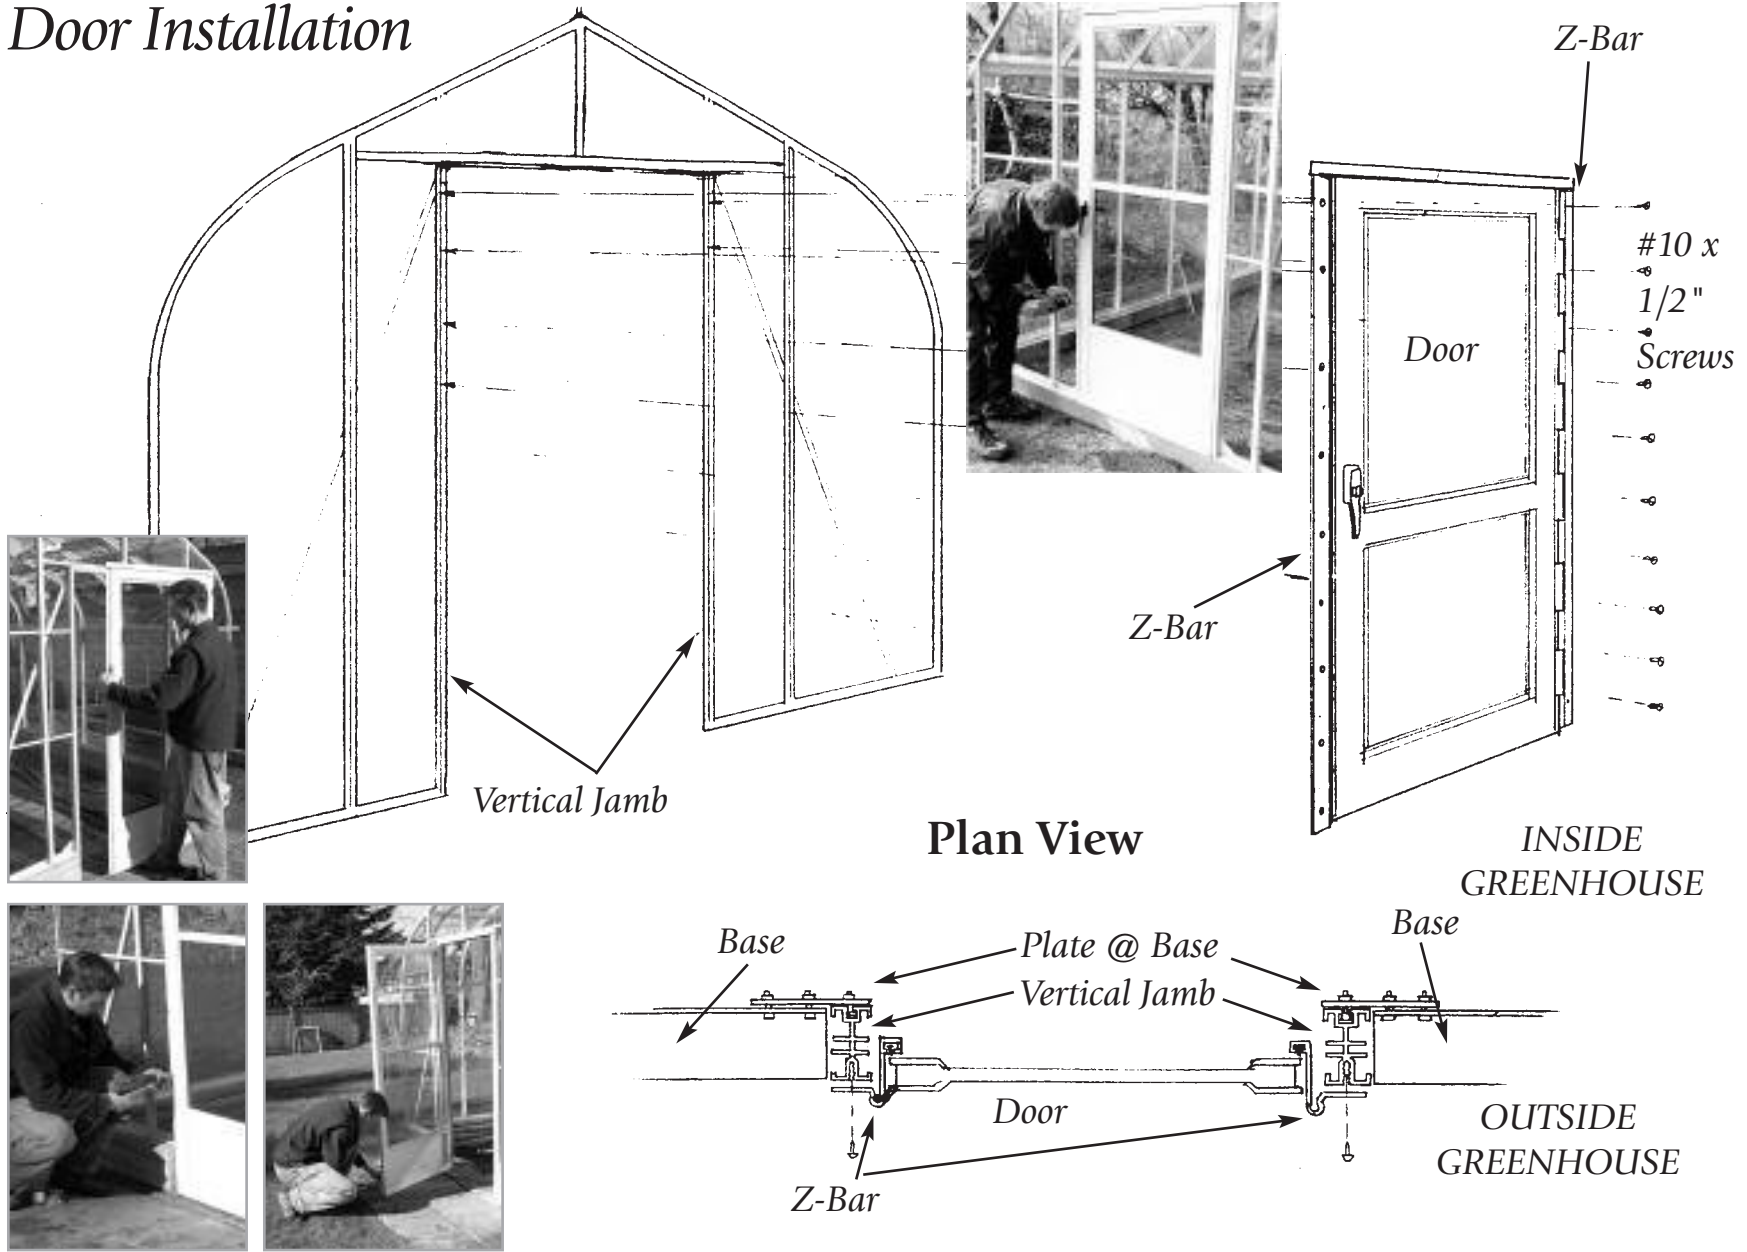 Door Installation
Z-Bar
#10 x
1/2"
Screws
Door
Z-Bar
Vertical Jamb
Plan View
INSIDE
GREENHOUSE
Base
Plate @ Base
Base
Vertical Jamb
Door
OUTSIDE
GREENHOUSE
Z-Bar